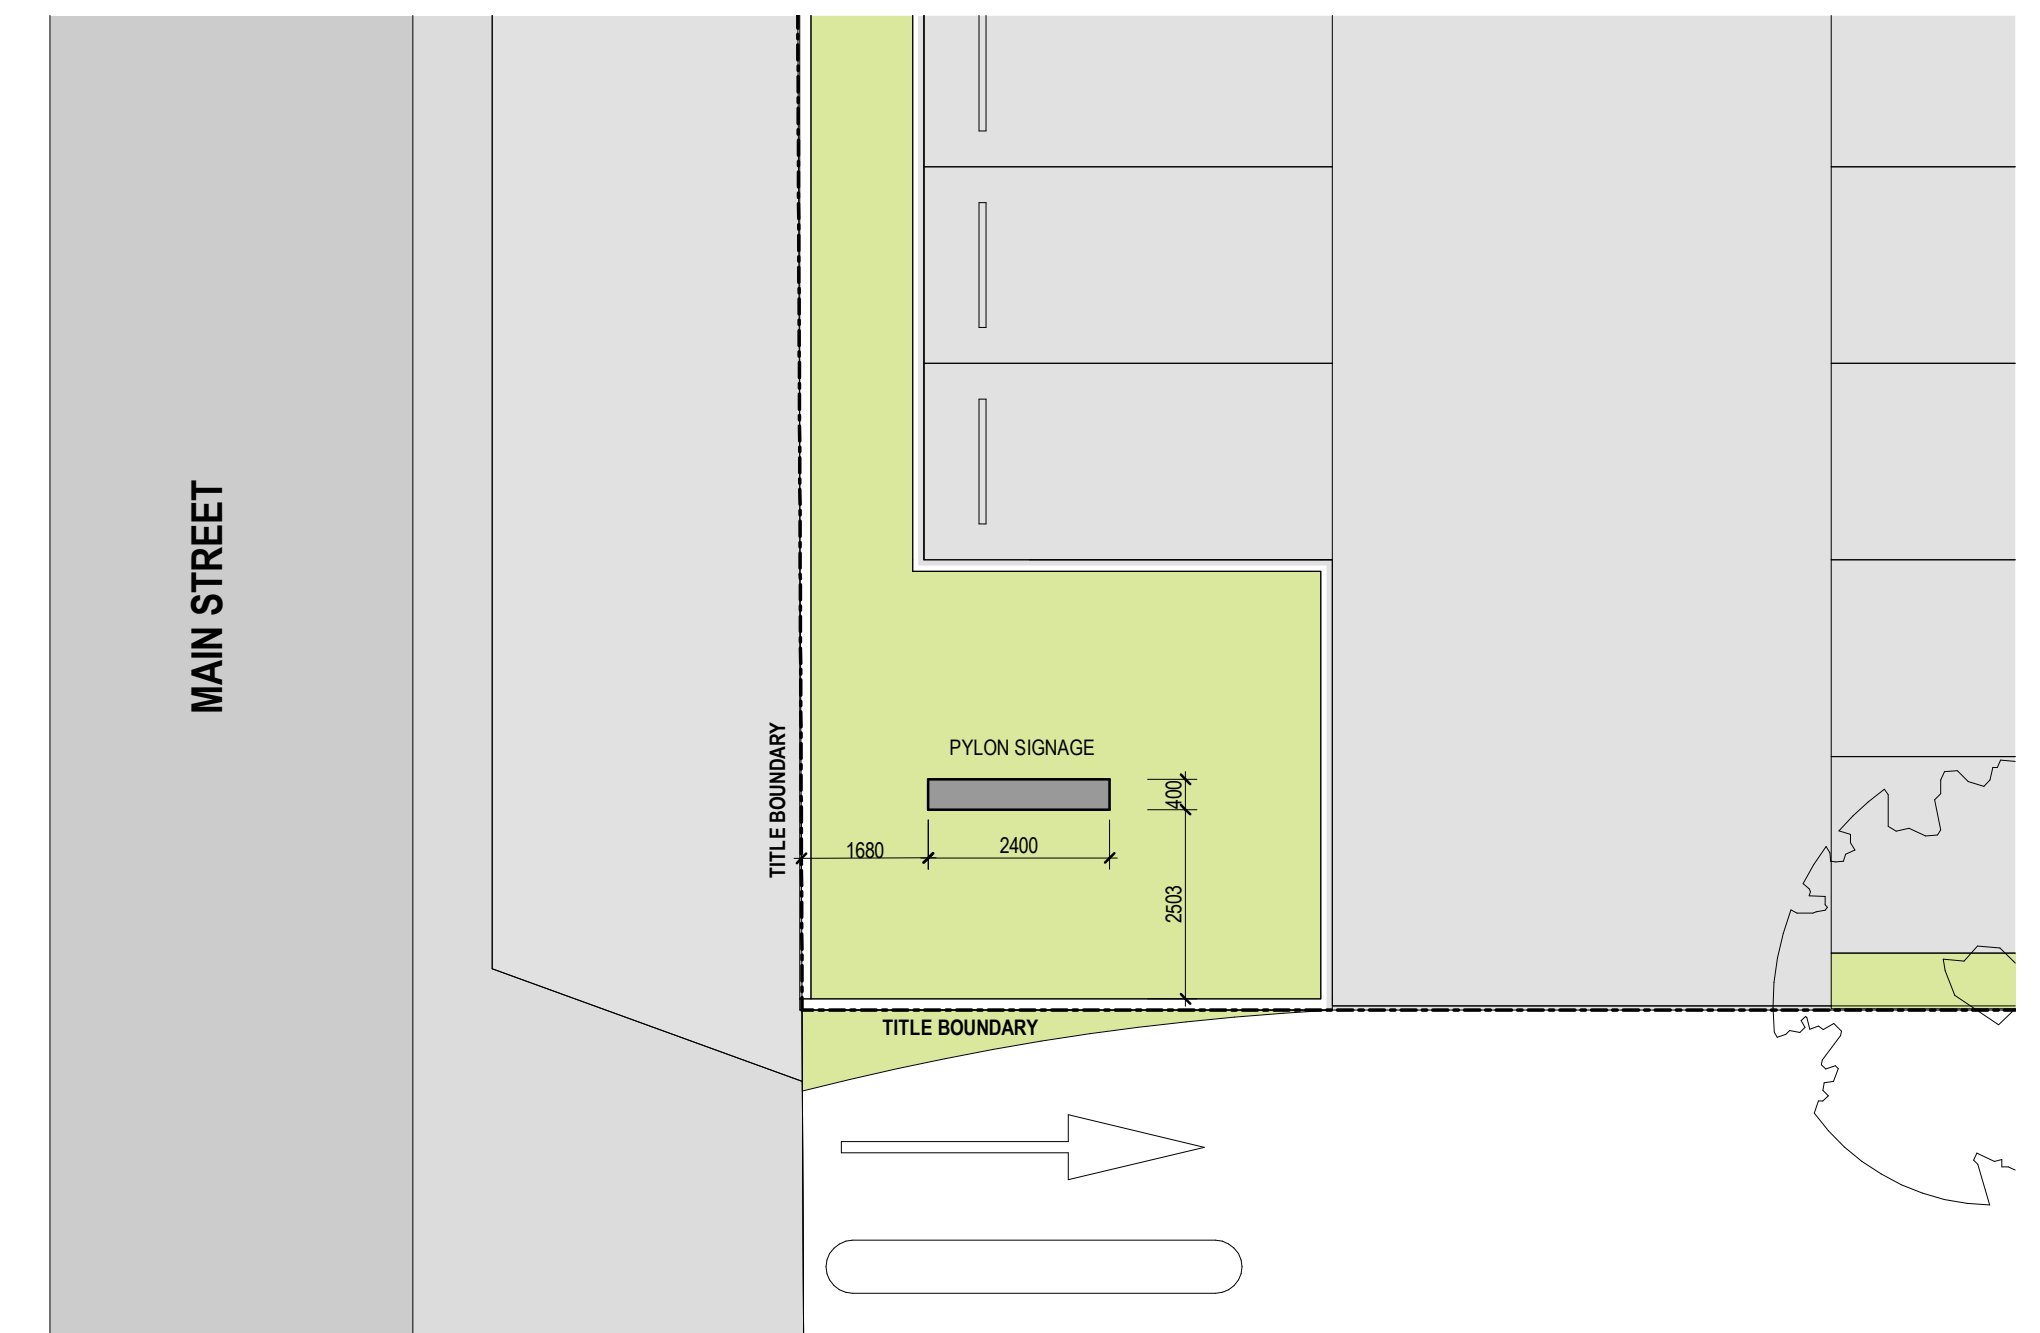 MAIN STREET
TITLE BOUNDARY
PYLON SIGNAGE
400
1680
2400
2503
TITLE BOUNDARY